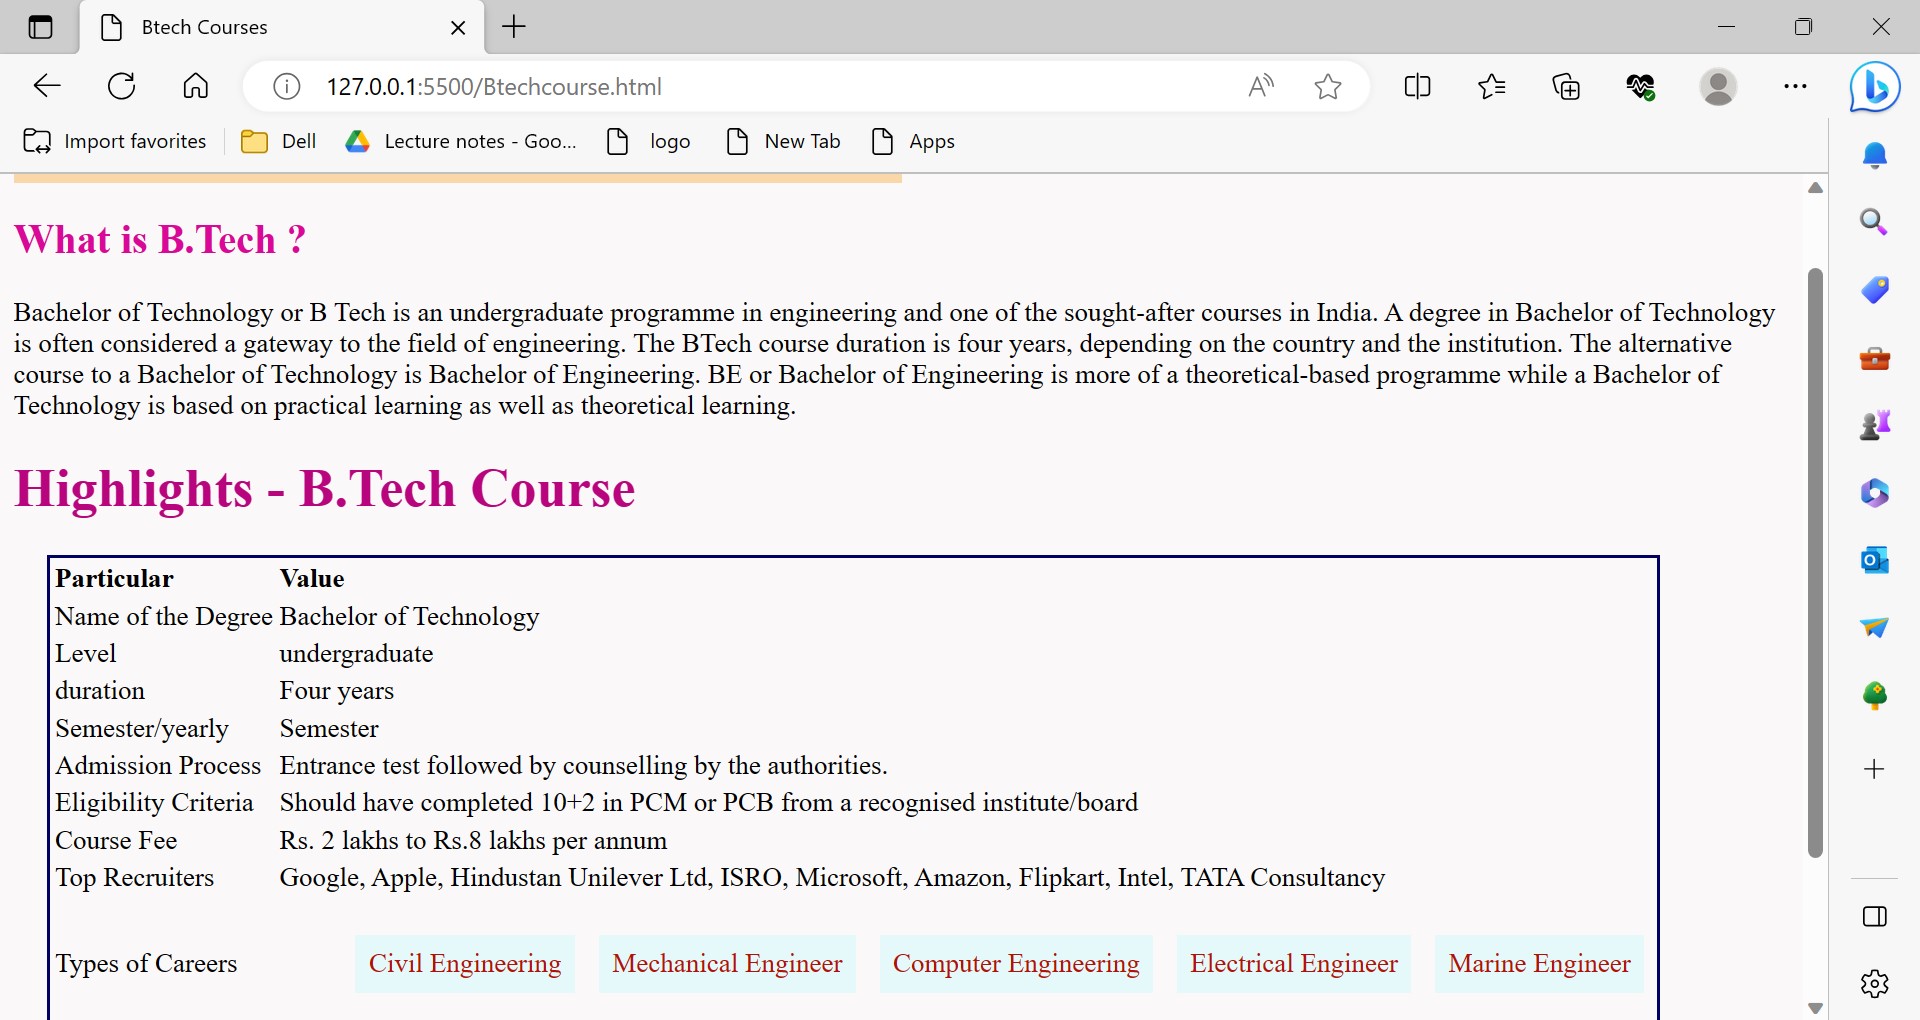 Btech Courses
127.0.0.1:5500/Btechcourse.html
Import favorites Dell Lecture notes - Goo... logo New Tab Apps
What is B.Tech ?
Bachelor of Technology or B Tech is an undergraduate programme in engineering and one of the sought-after courses in India. A degree in Bachelor of Technology
is often considered a gateway to the field of engineering. The BTech course duration is four years, depending on the country and the institution. The alternative
course to a Bachelor of Technology is Bachelor of Engineering. BE or Bachelor of Engineering is more of a theoretical-based programme while a Bachelor of
Technology is based on practical learning as well as theoretical learning.
Highlights - B.Tech Course
Particular Value
Name of the Degree Bachelor of Technology
Level undergraduate
duration Four years
Semester/yearly Semester
Admission Process Entrance test followed by counselling by the authorities.
Eligibility Criteria Should have completed 10+2 in PCM or PCB from a recognised institute/board
Course Fee Rs. 2 lakhs to Rs.8 lakhs per annum
Top Recruiters Google, Apple, Hindustan Unilever Ltd, ISRO, Microsoft, Amazon, Flipkart, Intel, TATA Consultancy
Types of Careers Civil Engineering Mechanical Engineer Computer Engineering Electrical Engineer Marine Engineer